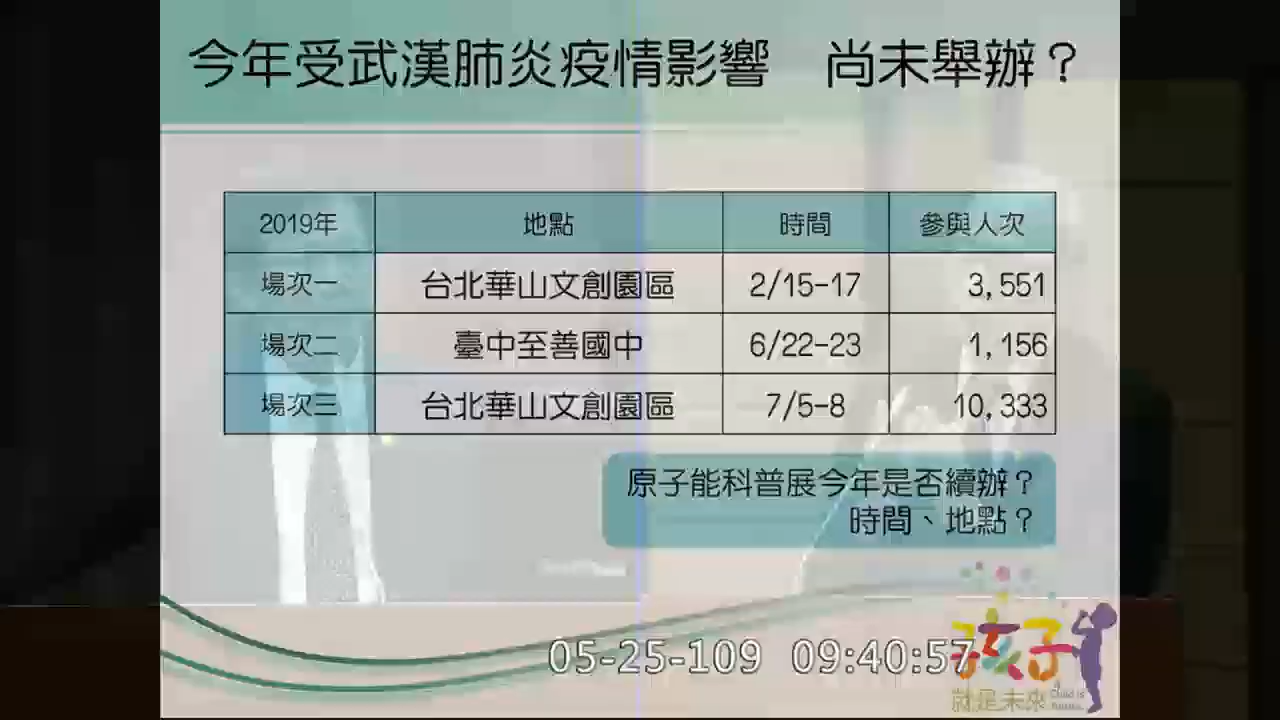 今年受武漢肺炎疫情影響　尚未舉辦？
2019年 地點 時間 參與人次
場次一 台北華山文創園區 2/15-17 3,551
場次二 臺中至善國中 6/22-23 1,156
場次三 台北華山文創園區 7/5-8 10,333
原子能科普展今年是否續辦？
時間、地點？
05-25-109 09:40:57
孩子
就是未來